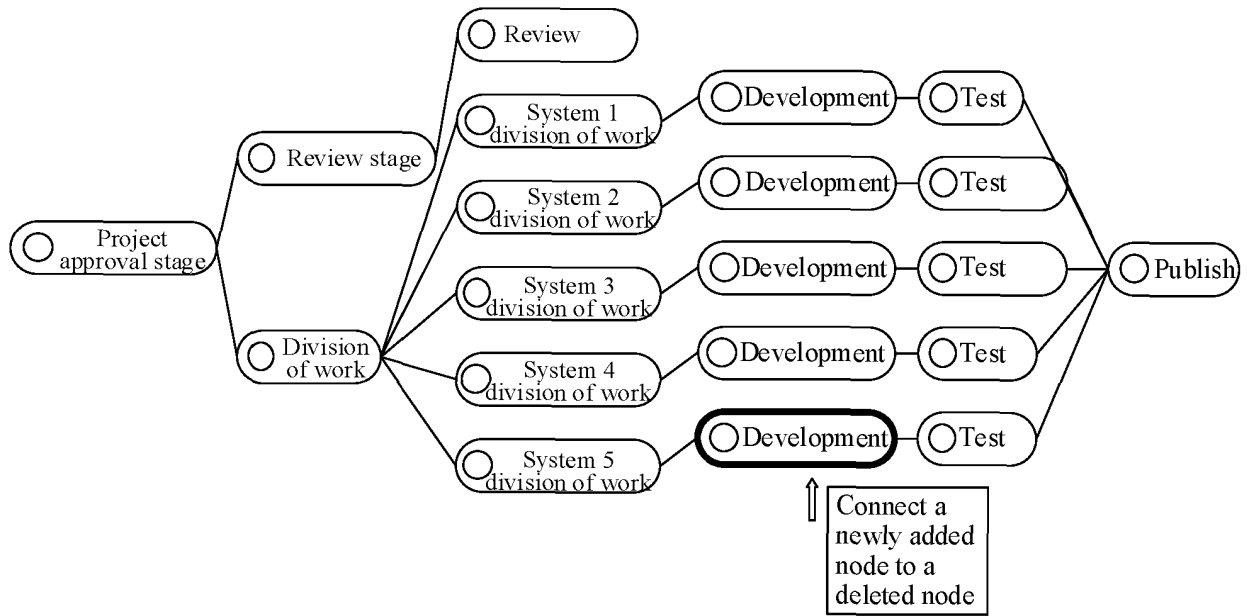 Project
approval stage
Review stage
Division
of work
Review
System 1
division of work
System 2
division of work
System 3
division of work
System 4
division of work
System 5
division of work
Development
Test
Development
Test
Development
Test
Development
Test
Development
Test
Publish
Connect a
newly added
node to a
deleted node